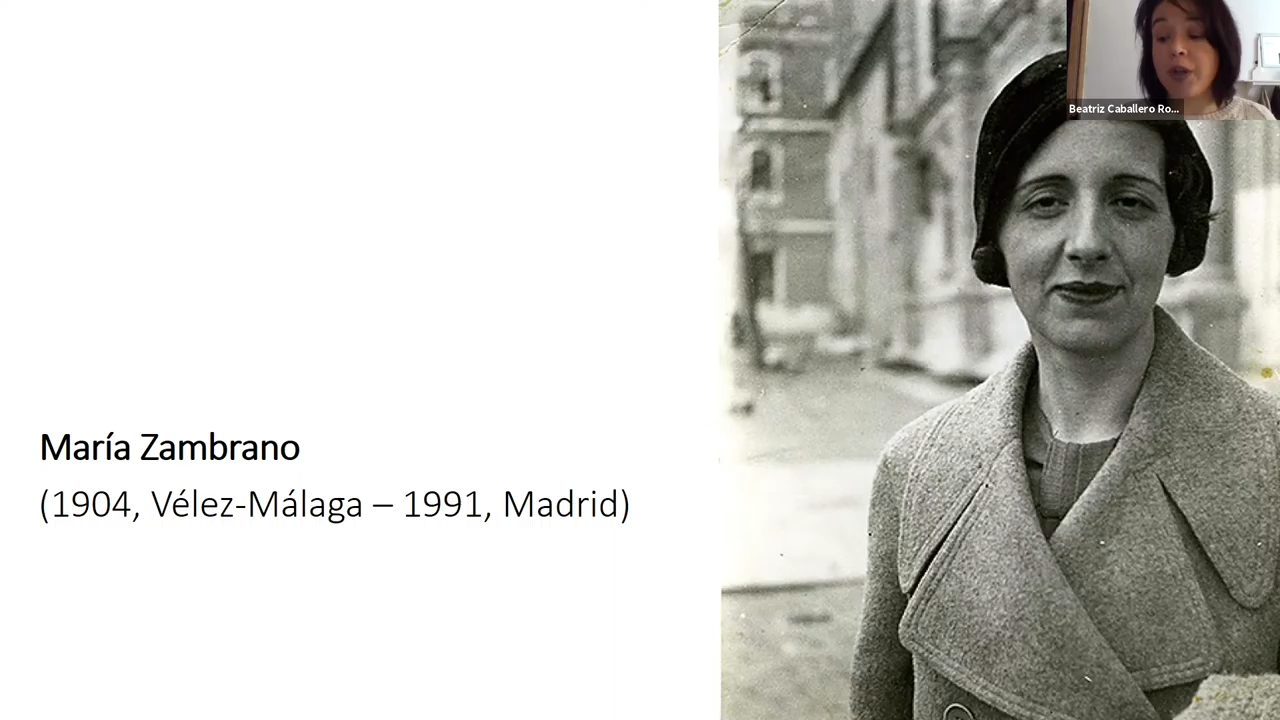 Beatriz Caballero Ro...
María Zambrano
(1904, Vélez-Málaga – 1991, Madrid)